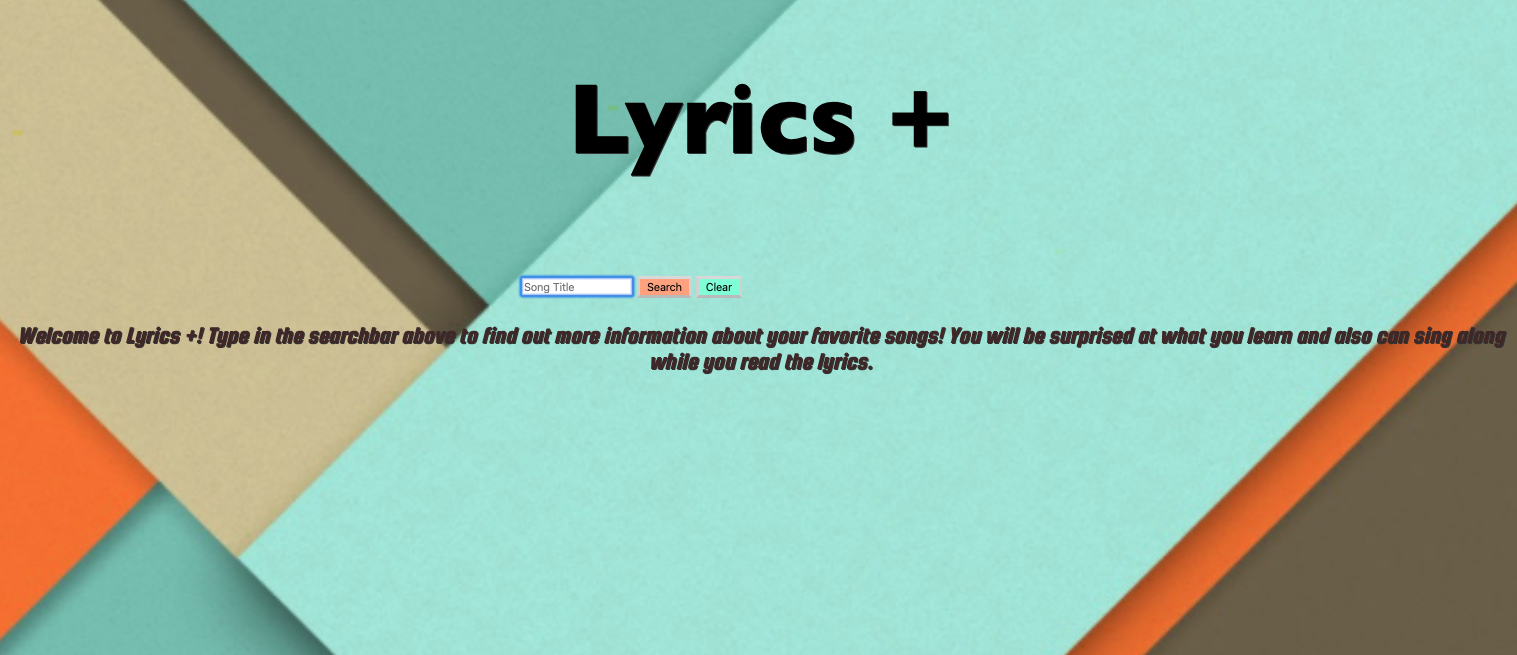 Lyrics +
Song Title Search Clear
Welcome to Lyrics +! Type in the searchbar above to find out more information about your favorite songs! You will be surprised at what you learn and also can sing along
while you read the lyrics.